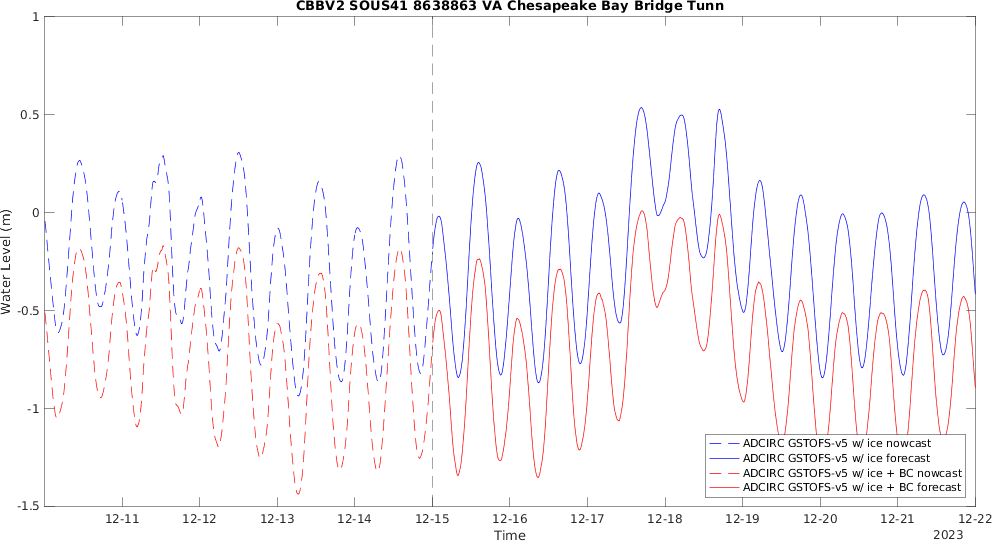 CBBV2 SOUS41 8638863 VA Chesapeake Bay Bridge Tunn
Water Level (m)
1
0.5
0
-0.5
-1
-1.5
12-11
12-12
12-13
12-14
12-15
12-16
12-17
12-18
12-19
12-20
12-21
12-22
Time
2023
ADCIRC GSTOFS-v5 w/ ice nowcast
ADCIRC GSTOFS-v5 w/ ice forecast
ADCIRC GSTOFS-v5 w/ ice + BC nowcast
ADCIRC GSTOFS-v5 w/ ice + BC forecast